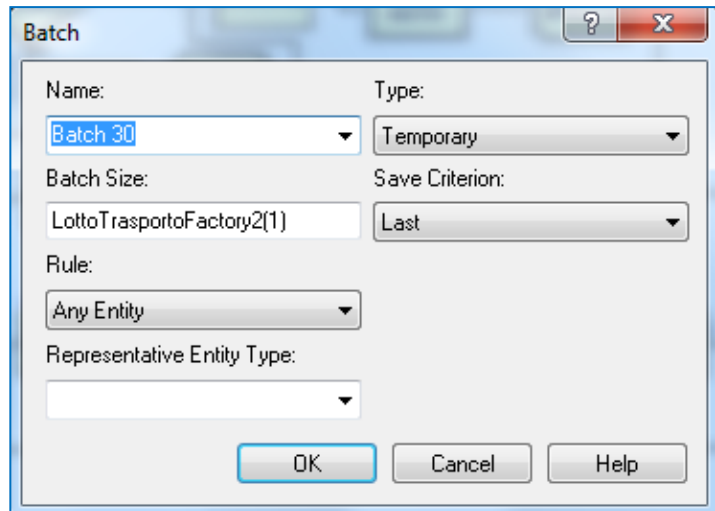 Batch
?
X
Name: Type:
Batch 30 Temporary
Batch Size: Save Criterion:
LottoTrasportoFactory2(1) Last
Rule:
Any Entity
Representative Entity Type:
OK Cancel Help